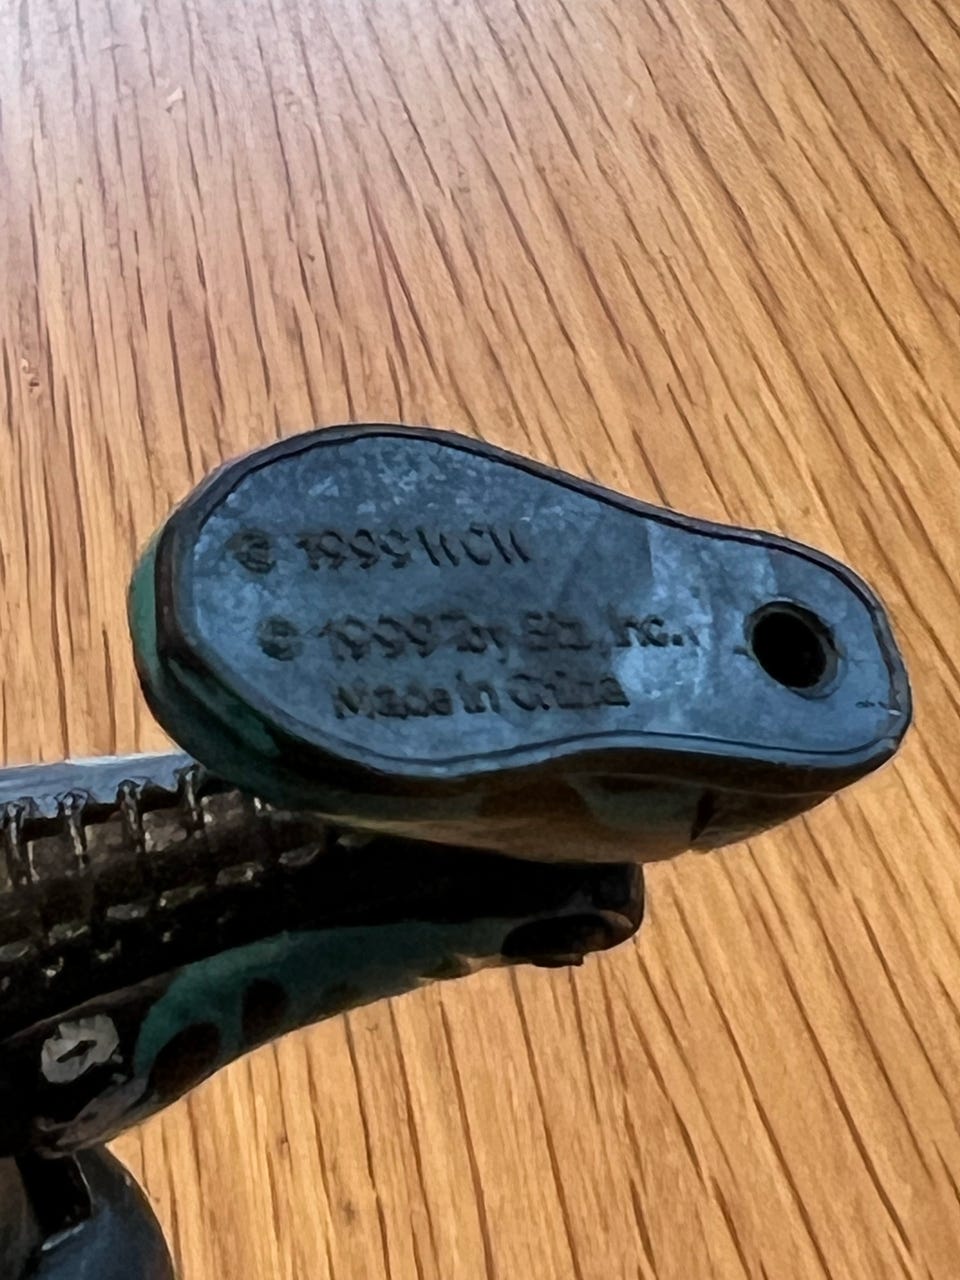 © 1999 WCW
© 1999 Toy Biz, Inc.
Made in China